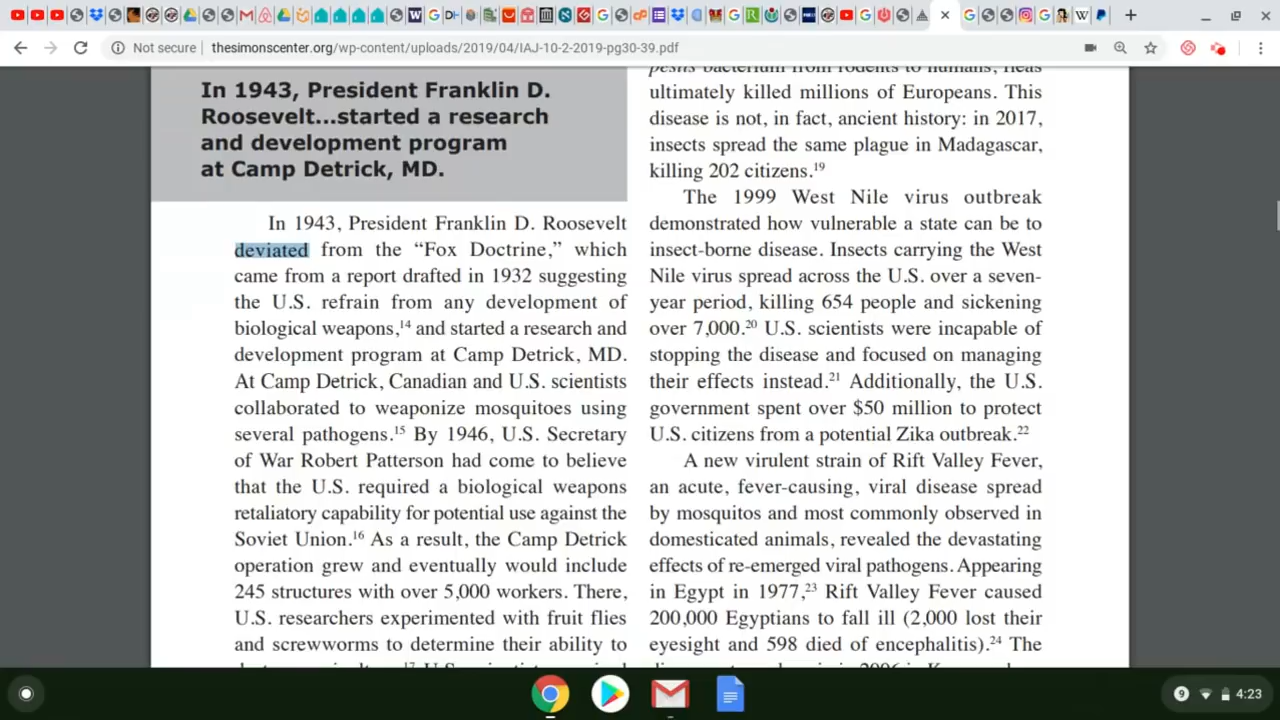 Not secure
thesimonscenter.org/wp-content/uploads/2019/04/IAJ-10-2-2019-pg30-39.pdf
In 1943, President Franklin D.
Roosevelt...started a research
and development program
at Camp Detrick, MD.
In 1943, President Franklin D. Roosevelt
deviated from the “Fox Doctrine,” which
came from a report drafted in 1932 suggesting
the U.S. refrain from any development of
biological weapons,14 and started a research and
development program at Camp Detrick, MD.
At Camp Detrick, Canadian and U.S. scientists
collaborated to weaponize mosquitoes using
several pathogens.15 By 1946, U.S. Secretary
of War Robert Patterson had come to believe
that the U.S. required a biological weapons
retaliatory capability for potential use against the
Soviet Union.16 As a result, the Camp Detrick
operation grew and eventually would include
245 structures with over 5,000 workers. There,
U.S. researchers experimented with fruit flies
and screwworms to determine their ability to
pestis bacterium from rodents to humans, fleas
ultimately killed millions of Europeans. This
disease is not, in fact, ancient history: in 2017,
insects spread the same plague in Madagascar,
killing 202 citizens.19
The 1999 West Nile virus outbreak
demonstrated how vulnerable a state can be to
insect-borne disease. Insects carrying the West
Nile virus spread across the U.S. over a seven-
year period, killing 654 people and sickening
over 7,000.20 U.S. scientists were incapable of
stopping the disease and focused on managing
their effects instead.21 Additionally, the U.S.
government spent over $50 million to protect
U.S. citizens from a potential Zika outbreak.22
A new virulent strain of Rift Valley Fever,
an acute, fever-causing, viral disease spread
by mosquitos and most commonly observed in
domesticated animals, revealed the devastating
effects of re-emerged viral pathogens. Appearing
in Egypt in 1977,23 Rift Valley Fever caused
200,000 Egyptians to fall ill (2,000 lost their
eyesight and 598 died of encephalitis).24 The
9
4:23